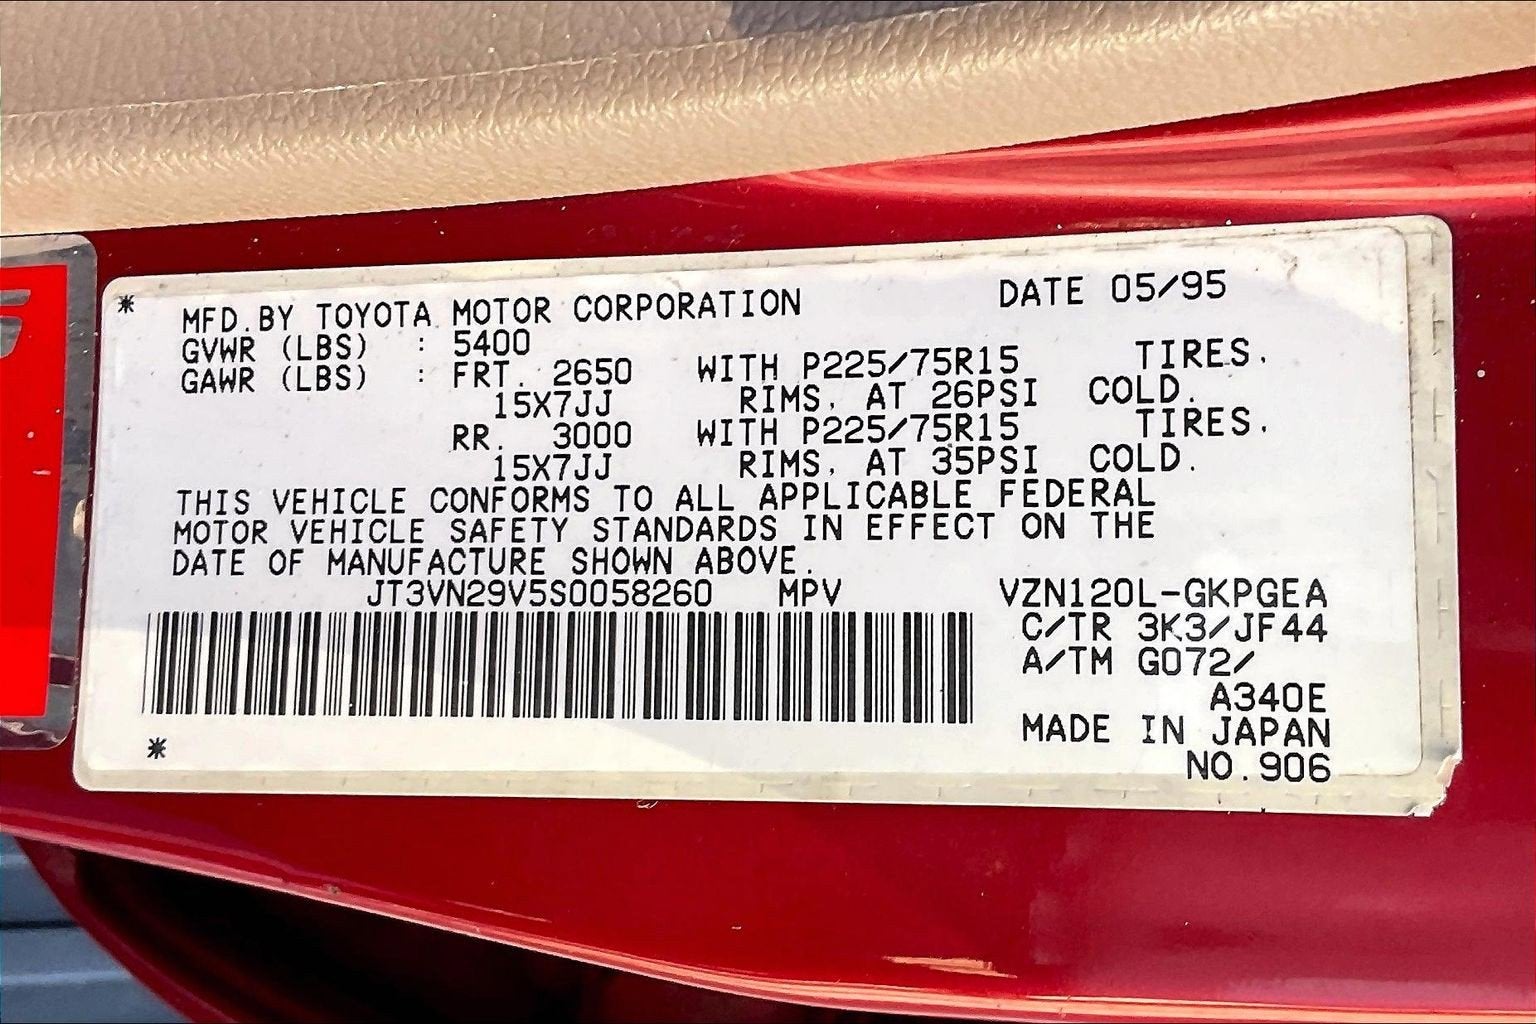 * MFD.BY TOYOTA MOTOR CORPORATION DATE 05/95
GVWR (LBS) : 5400
GAWR (LBS) : FRT. 2650 WITH P225/75R15 TIRES.
15X7JJ RIMS, AT 26PSI COLD.
RR. 3000 WITH P225/75R15 TIRES.
15X7JJ RIMS, AT 35PSI COLD.
THIS VEHICLE CONFORMS TO ALL APPLICABLE FEDERAL
MOTOR VEHICLE SAFETY STANDARDS IN EFFECT ON THE
DATE OF MANUFACTURE SHOWN ABOVE.
JT3VN29V5S0058260 MPV VZN120L-GKPGEA
C/TR 3K3/JF44
A/TM G072/
A340E
MADE IN JAPAN
* NO.906